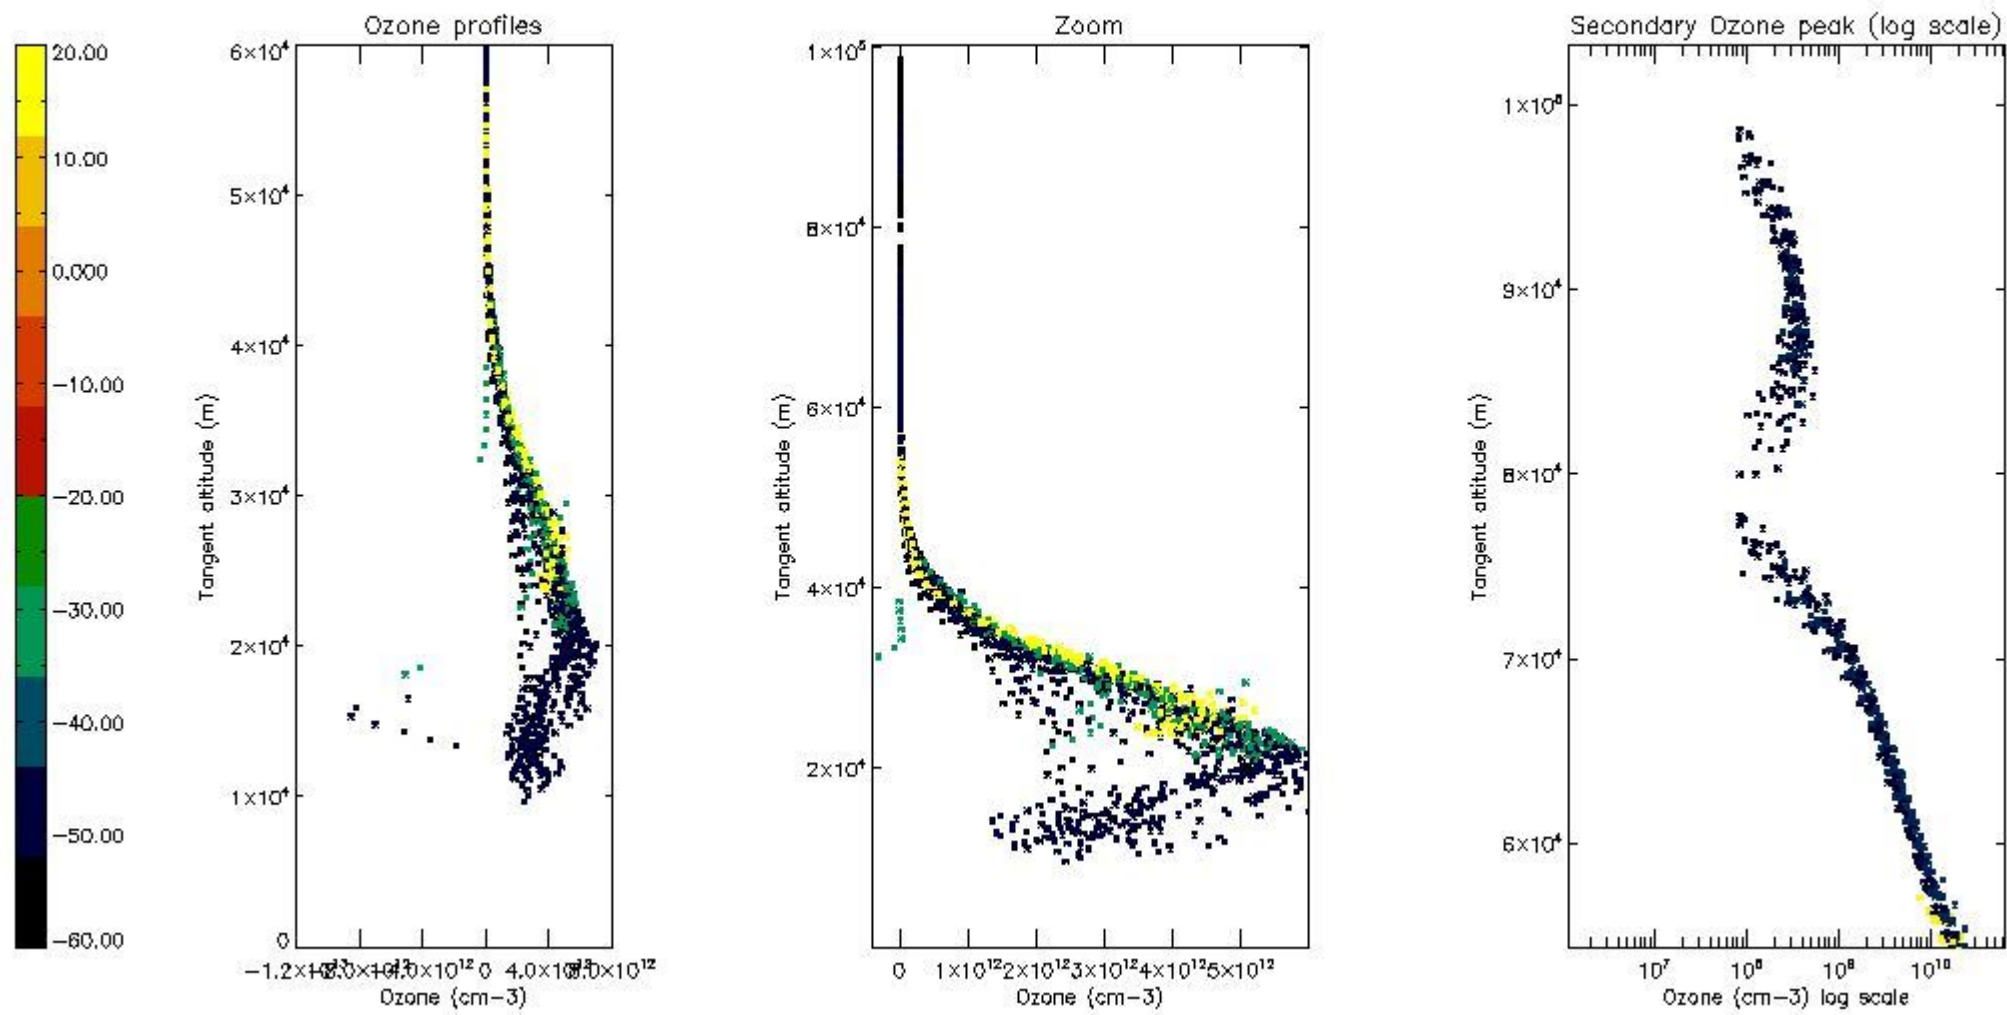 Ozone profiles
Zoom
Secondary Ozone peak (log scale)
20.00
10.00
0.000
−10.00
−20.00
−30.00
−40.00
−50.00
−60.00
6×10⁴
5×10⁴
4×10⁴
3×10⁴
2×10⁴
1×10⁴
0
Tangent altitude (m)
0
Ozone (cm−3)
1×10⁵
8×10⁴
6×10⁴
4×10⁴
2×10⁴
Tangent altitude (m)
0 1×10¹² 2×10¹² 3×10¹² 4×10¹² 5×10¹²
Ozone (cm−3)
9×10⁴
8×10⁴
7×10⁴
6×10⁴
Tangent altitude (m)
10⁷ 10¹⁰
Ozone (cm−3) log scale